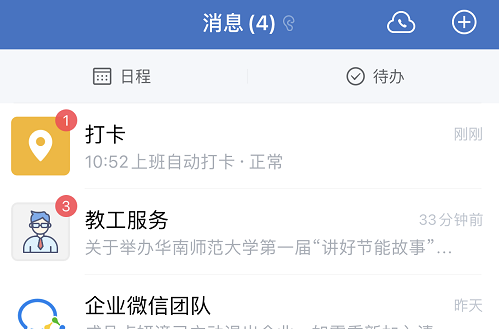 消息(4)
日程
待办
1
打卡
刚刚
10:52上班自动打卡·正常
3
教工服务
33分钟前
关于举办华南师范大学第一届“讲好节能故事”...
企业微信团队
昨天